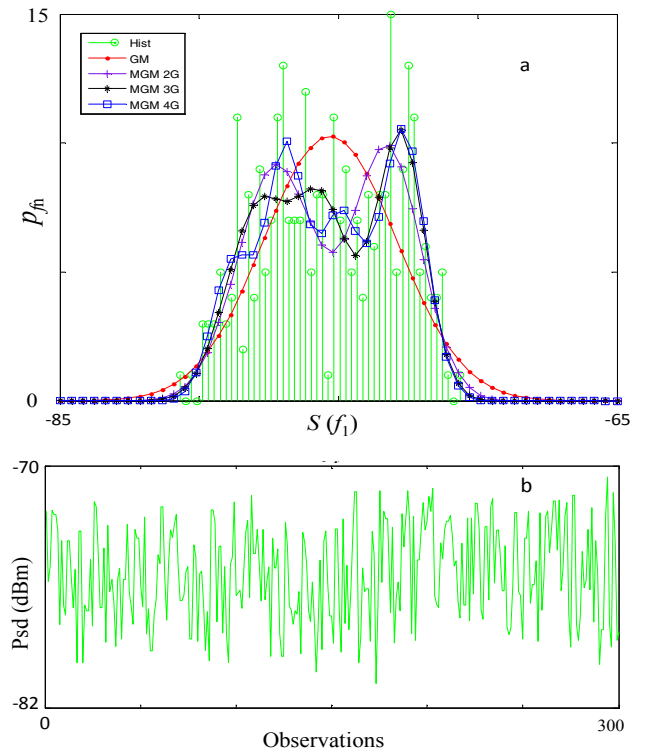 15
Hist
GM
MGM 2G
MGM 3G
MGM 4G
a
p_fn
0
-85
S (f₁)
-65
-70
b
Psd (dBm)
-82
0
300
Observations